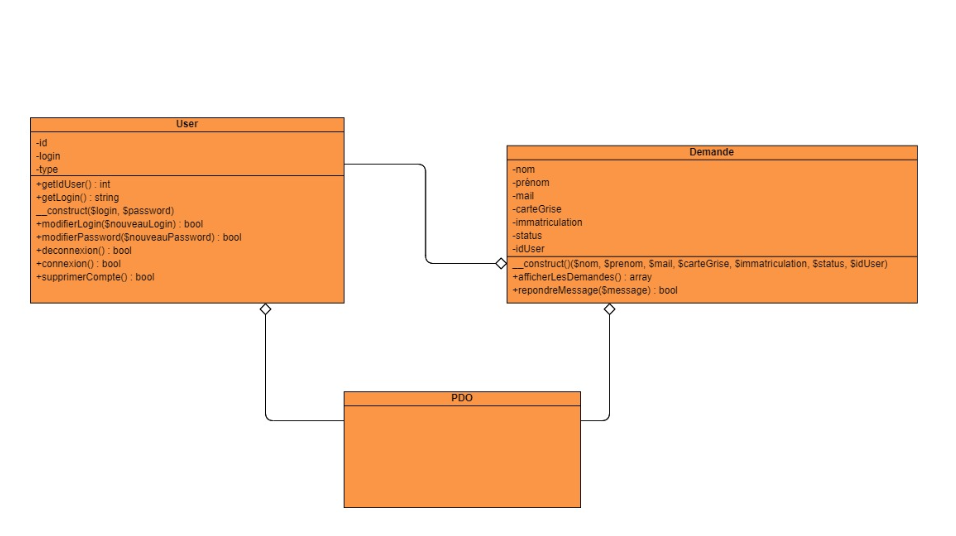 User
-id
-login
-type
+getIdUser() : int
+getLogin() : string
__construct($login, $password)
+modifierLogin($nouveauLogin) : bool
+modifierPassword($nouveauPassword) : bool
+deconnexion() : bool
+connexion() : bool
+supprimerCompte() : bool
Demande
-nom
-prénom
-mail
-carteGrise
-immatriculation
-status
-idUser
__construct()($nom, $prenom, $mail, $carteGrise, $immatriculation, $status, $idUser)
+afficherLesDemandes() : array
+repondreMessage($message) : bool
PDO